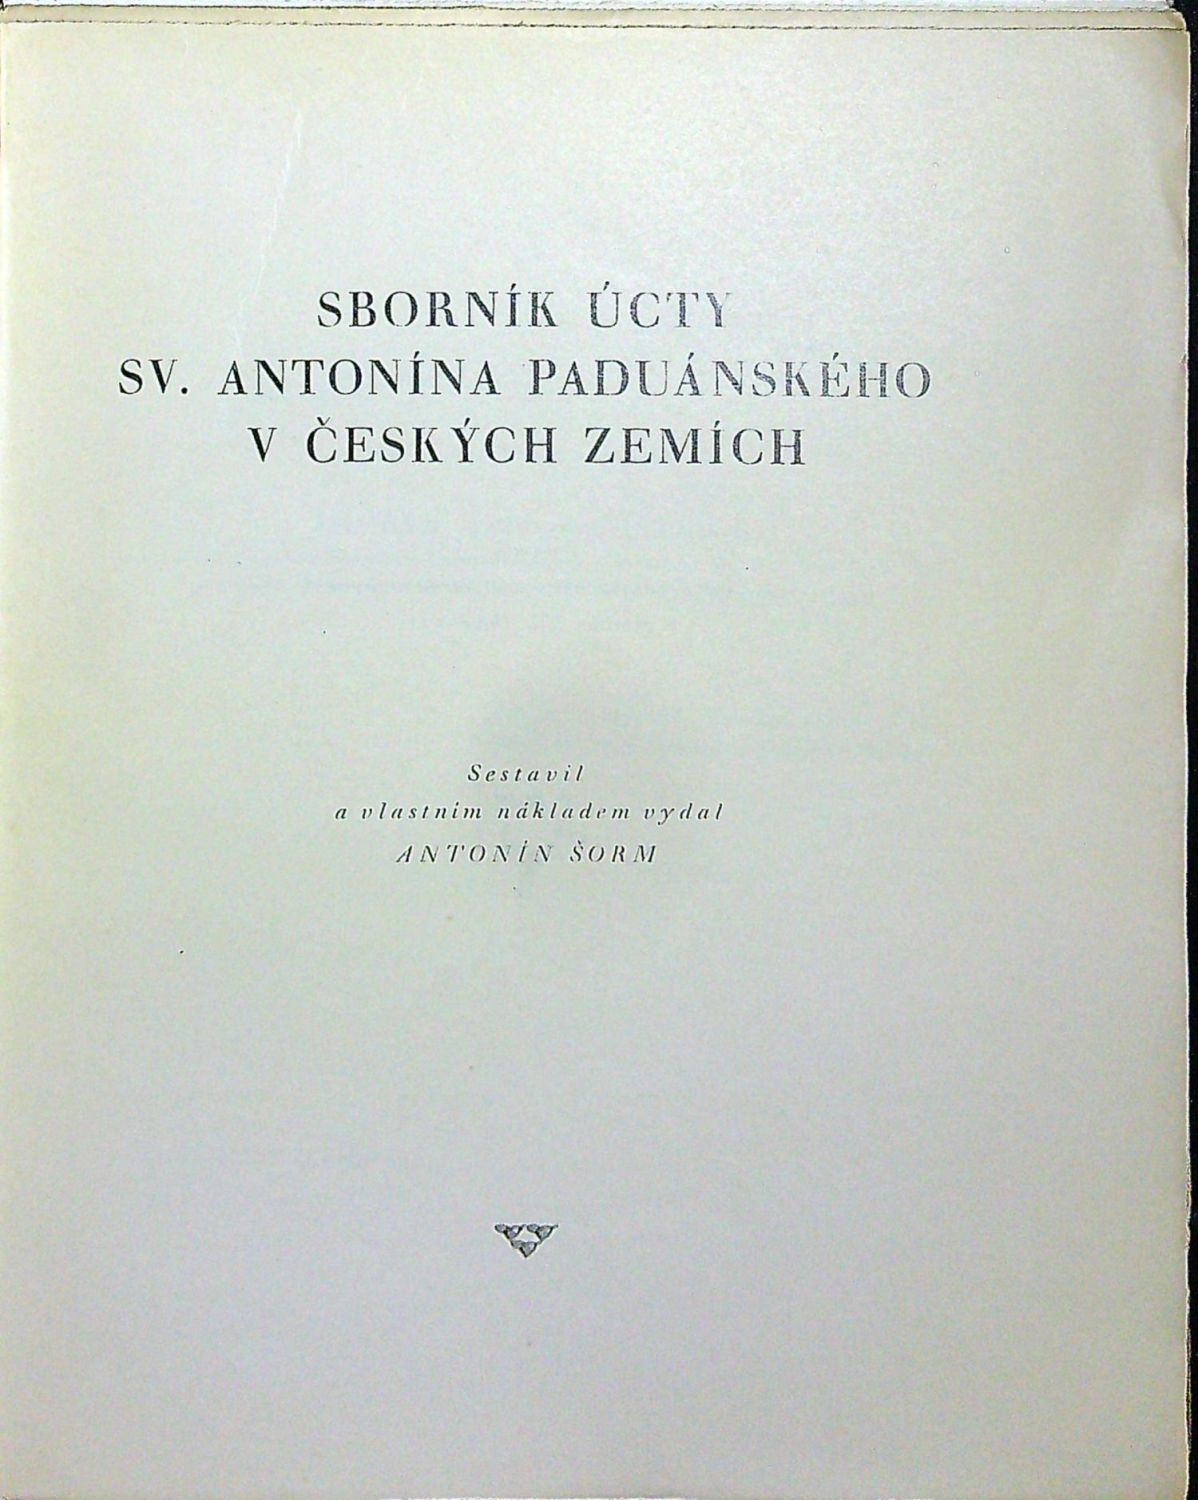 SBORNÍK ÚCTY
SV. ANTONÍNA PADUÁNSKÉHO
V ČESKÝCH ZEMÍCH
Sestavil
a vlastním nákladem vydal
ANTONÍN ŠORM